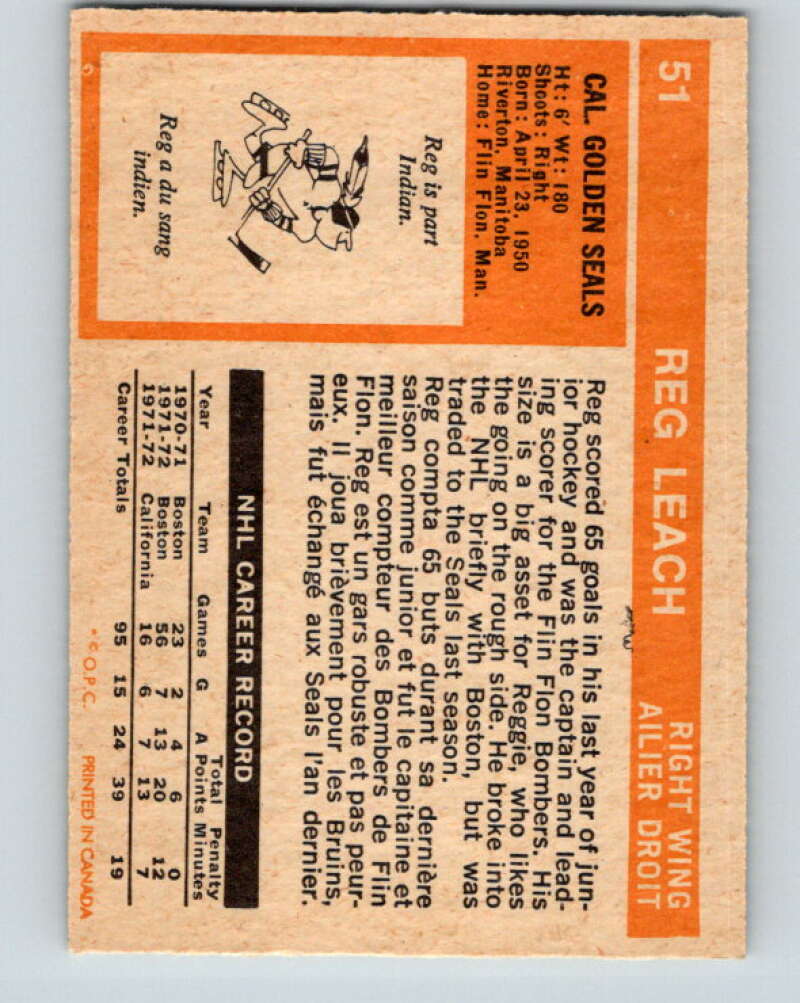 51
REG LEACH
RIGHT WING
AILIER DROIT
CAL. GOLDEN SEALS
Ht: 6' Wt: 180
Shoots: Right
Born: April 23, 1950
Riverton, Manitoba
Home: Flin Flon, Man.
Reg is part
Indian.
Reg a du sang
indien.
Reg scored 65 goals in his last year of jun-
ior hockey and was the captain and lead-
ing scorer for the Flin Flon Bombers. His
size is a big asset for Reggie, who likes
the going on the rough side. He broke into
the NHL briefly with Boston, but was
traded to the Seals last season.
Reg compta 65 buts durant sa dernière
saison comme junior et fut le capitaine et
meilleur compteur des Bombers de Flin
Flon. Reg est un gars robuste et pas peur-
eux. Il joua brièvement pour les Bruins,
mais fut échangé aux Seals l'an dernier.
NHL CAREER RECORD
Total Penalty
Year Team Games G A Points Minutes
1970-71 Boston 23 2 4 6 0
1971-72 Boston 56 7 13 20 12
1971-72 California 16 6 7 13 7
Career Totals 95 15 24 39 19
* © O.P.C. PRINTED IN CANADA